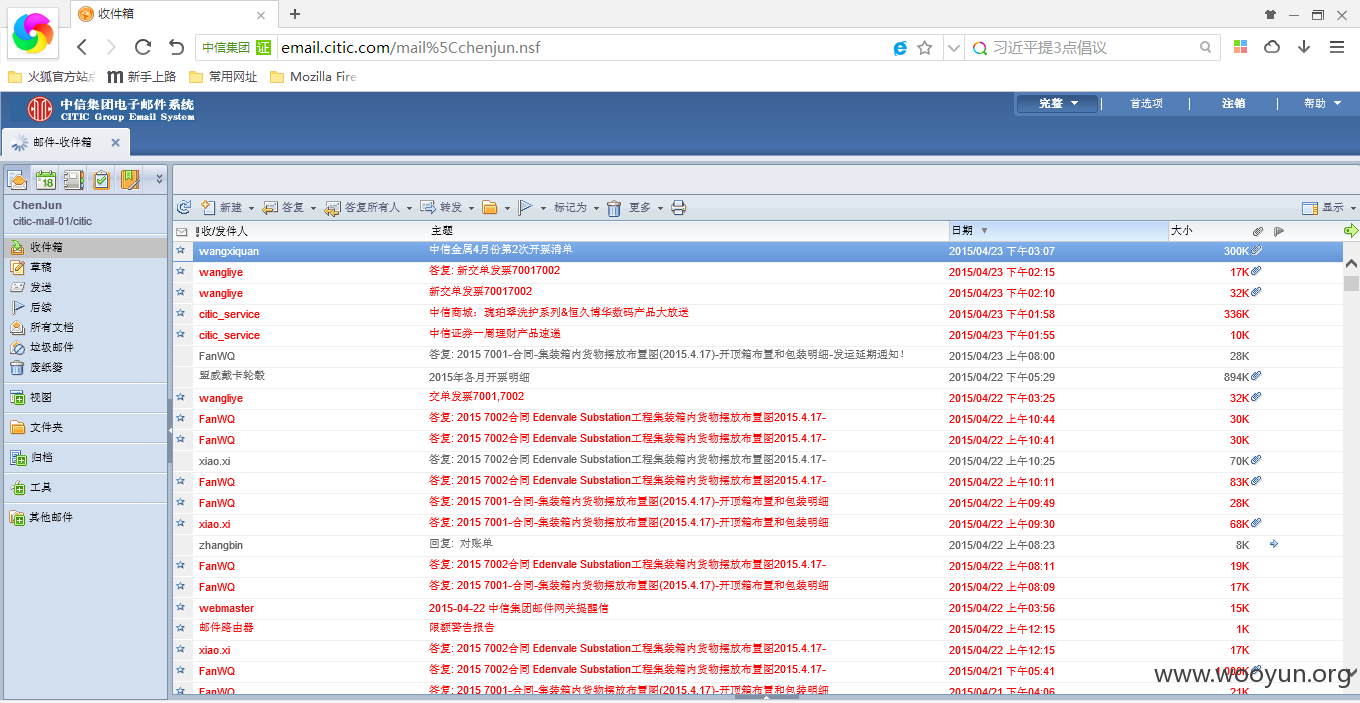 收件箱
中信集团 证 email.citic.com/mail%5Cchenjun.nsf 习近平提3点倡议
火狐官方站点 新手上路 常用网址 Mozilla Fire
中信集团电子邮件系统
CITIC Group Email System
完整 首选项 注销 帮助
邮件-收件箱
ChenJun
citic-mail-01/citic
收件箱
草稿
发送
后续
所有文档
垃圾邮件
废纸篓
视图
文件夹
归档
工具
其他邮件
新建 答复 答复所有人 转发 标记为 更多 显示
!收/发件人 主题 日期 大小
wangxiquan 中信金属4月份第2次开票清单 2015/04/23 下午03:07 300K
wangliye 答复: 新交单发票70017002 2015/04/23 下午02:15 17K
wangliye 新交单发票70017002 2015/04/23 下午02:10 32K
citic_service 中信商城：瑰珀翠洗护系列&恒久博华数码产品大放送 2015/04/23 下午01:58 336K
citic_service 中信证券一周理财产品速递 2015/04/23 下午01:55 10K
FanWQ 答复: 2015 7001-合同-集装箱内货物摆放布置图(2015.4.17)-开顶箱布置和包装明细-发运延期通知！ 2015/04/23 上午08:00 28K
盟威戴卡轮毂 2015年各月开票明细 2015/04/22 下午05:29 894K
wangliye 交单发票7001,7002 2015/04/22 下午03:25 32K
FanWQ 答复: 2015 7002合同 Edenvale Substation工程集装箱内货物摆放布置图2015.4.17- 2015/04/22 上午10:44 30K
FanWQ 答复: 2015 7002合同 Edenvale Substation工程集装箱内货物摆放布置图2015.4.17- 2015/04/22 上午10:41 30K
xiao.xi 答复: 2015 7002合同 Edenvale Substation工程集装箱内货物摆放布置图2015.4.17- 2015/04/22 上午10:25 70K
FanWQ 答复: 2015 7002合同 Edenvale Substation工程集装箱内货物摆放布置图2015.4.17- 2015/04/22 上午10:11 83K
FanWQ 答复: 2015 7001-合同-集装箱内货物摆放布置图(2015.4.17)-开顶箱布置和包装明细 2015/04/22 上午09:49 28K
xiao.xi 答复: 2015 7001-合同-集装箱内货物摆放布置图(2015.4.17)-开顶箱布置和包装明细 2015/04/22 上午09:30 68K
zhangbin 回复: 对账单 2015/04/22 上午08:23 8K
FanWQ 答复: 2015 7002合同 Edenvale Substation工程集装箱内货物摆放布置图2015.4.17- 2015/04/22 上午08:11 19K
FanWQ 答复: 2015 7001-合同-集装箱内货物摆放布置图(2015.4.17)-开顶箱布置和包装明细 2015/04/22 上午08:09 17K
webmaster 2015-04-22 中信集团邮件网关提醒信 2015/04/22 上午03:56 15K
邮件路由器 限额警告报告 2015/04/22 上午12:15 1K
xiao.xi 答复: 2015 7002合同 Edenvale Substation工程集装箱内货物摆放布置图2015.4.17- 2015/04/22 上午12:15 17K
FanWQ 答复: 2015 7002合同 Edenvale Substation工程集装箱内货物摆放布置图2015.4.17- 2015/04/21 下午05:41
FanWQ 答复: 2015 7001-合同-集装箱内货物摆放布置图(2015.4.17)-开顶箱布置和包装明细 2015/04/21 下午04:06 21K
www.wooyun.org